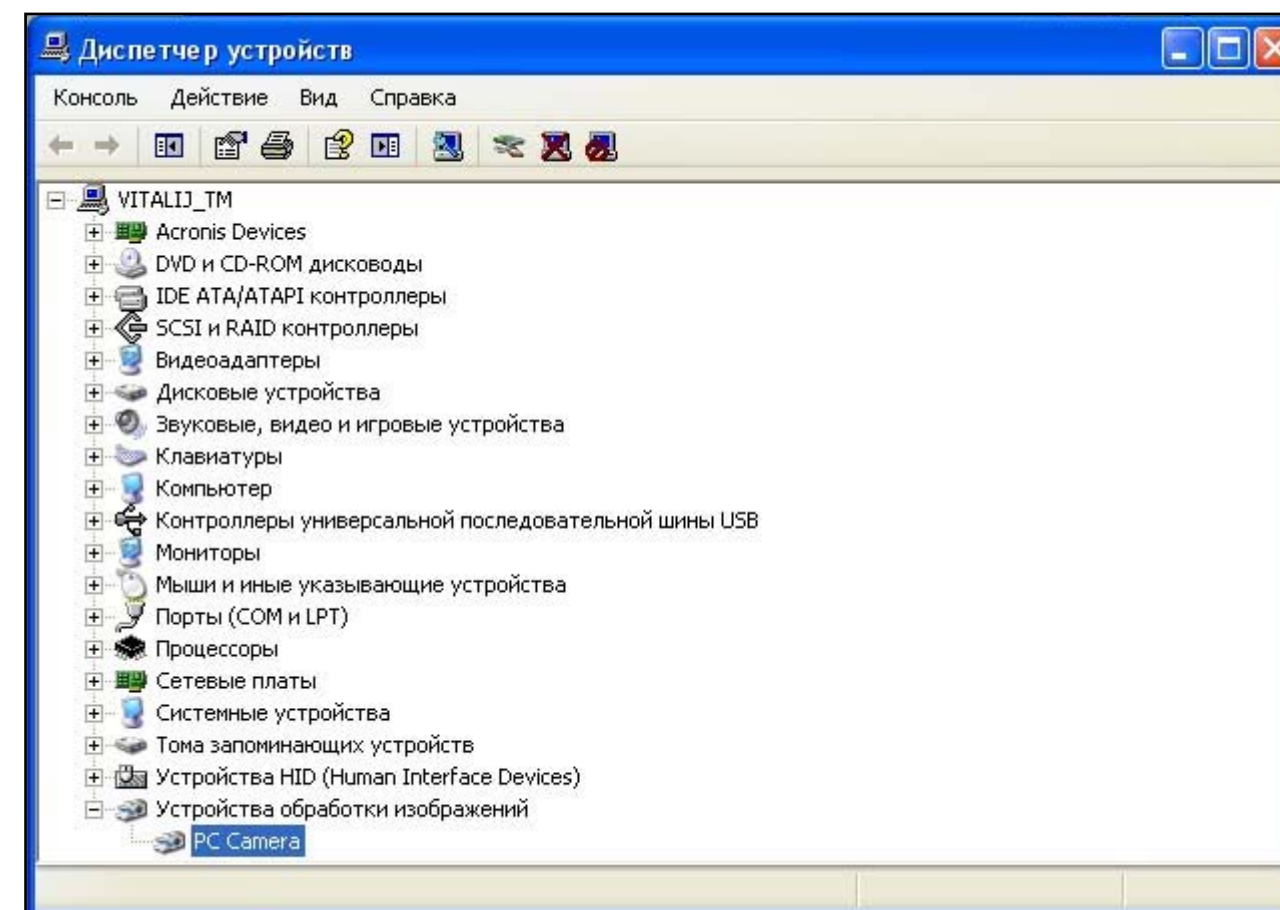 Диспетчер устройств
Консоль Действие Вид Справка
VITALIJ_TM
Acronis Devices
DVD и CD-ROM дисководы
IDE ATA/ATAPI контроллеры
SCSI и RAID контроллеры
Видеоадаптеры
Дисковые устройства
Звуковые, видео и игровые устройства
Клавиатуры
Компьютер
Контроллеры универсальной последовательной шины USB
Мониторы
Мыши и иные указывающие устройства
Порты (COM и LPT)
Процессоры
Сетевые платы
Системные устройства
Тома запоминающих устройств
Устройства HID (Human Interface Devices)
Устройства обработки изображений
PC Camera